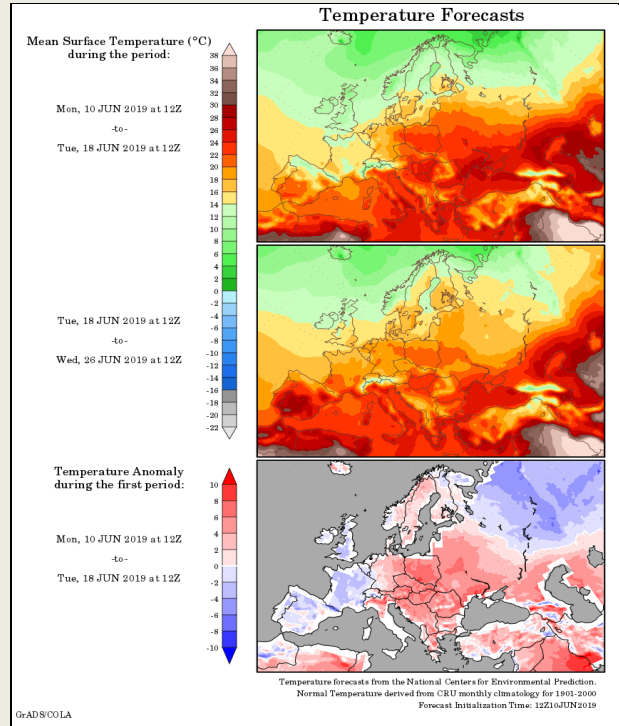 Temperature Forecasts
Mean Surface Temperature (°C)
during the period:
Mon, 10 JUN 2019 at 12Z
-to-
Tue, 18 JUN 2019 at 12Z
38
36
34
32
30
28
26
24
22
20
18
16
14
12
10
8
6
4
2
0
-2
-4
-6
-8
-10
-12
-14
-16
-18
-20
-22
Tue, 18 JUN 2019 at 12Z
-to-
Wed, 26 JUN 2019 at 12Z
Temperature Anomaly
during the first period:
Mon, 10 JUN 2019 at 12Z
-to-
Tue, 18 JUN 2019 at 12Z
10
8
6
4
2
0
-2
-4
-6
-8
-10
Temperature forecasts from the National Centers for Environmental Prediction.
Normal Temperature derived from CRU monthly climatology for 1901-2000
Forecast Initialization Time: 12Z10JUN2019
GrADS/COLA